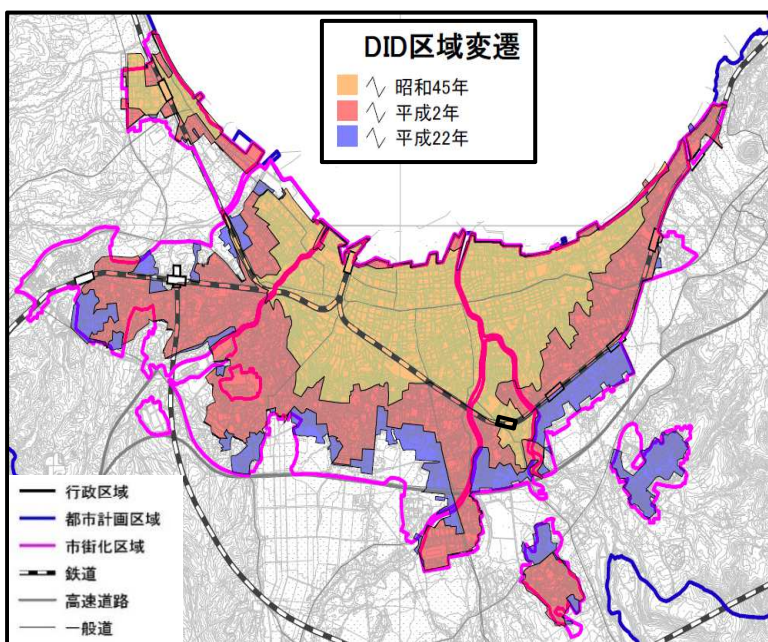 DID区域変遷
昭和45年
平成2年
平成22年
行政区域
都市計画区域
市街化区域
鉄道
高速道路
一般道